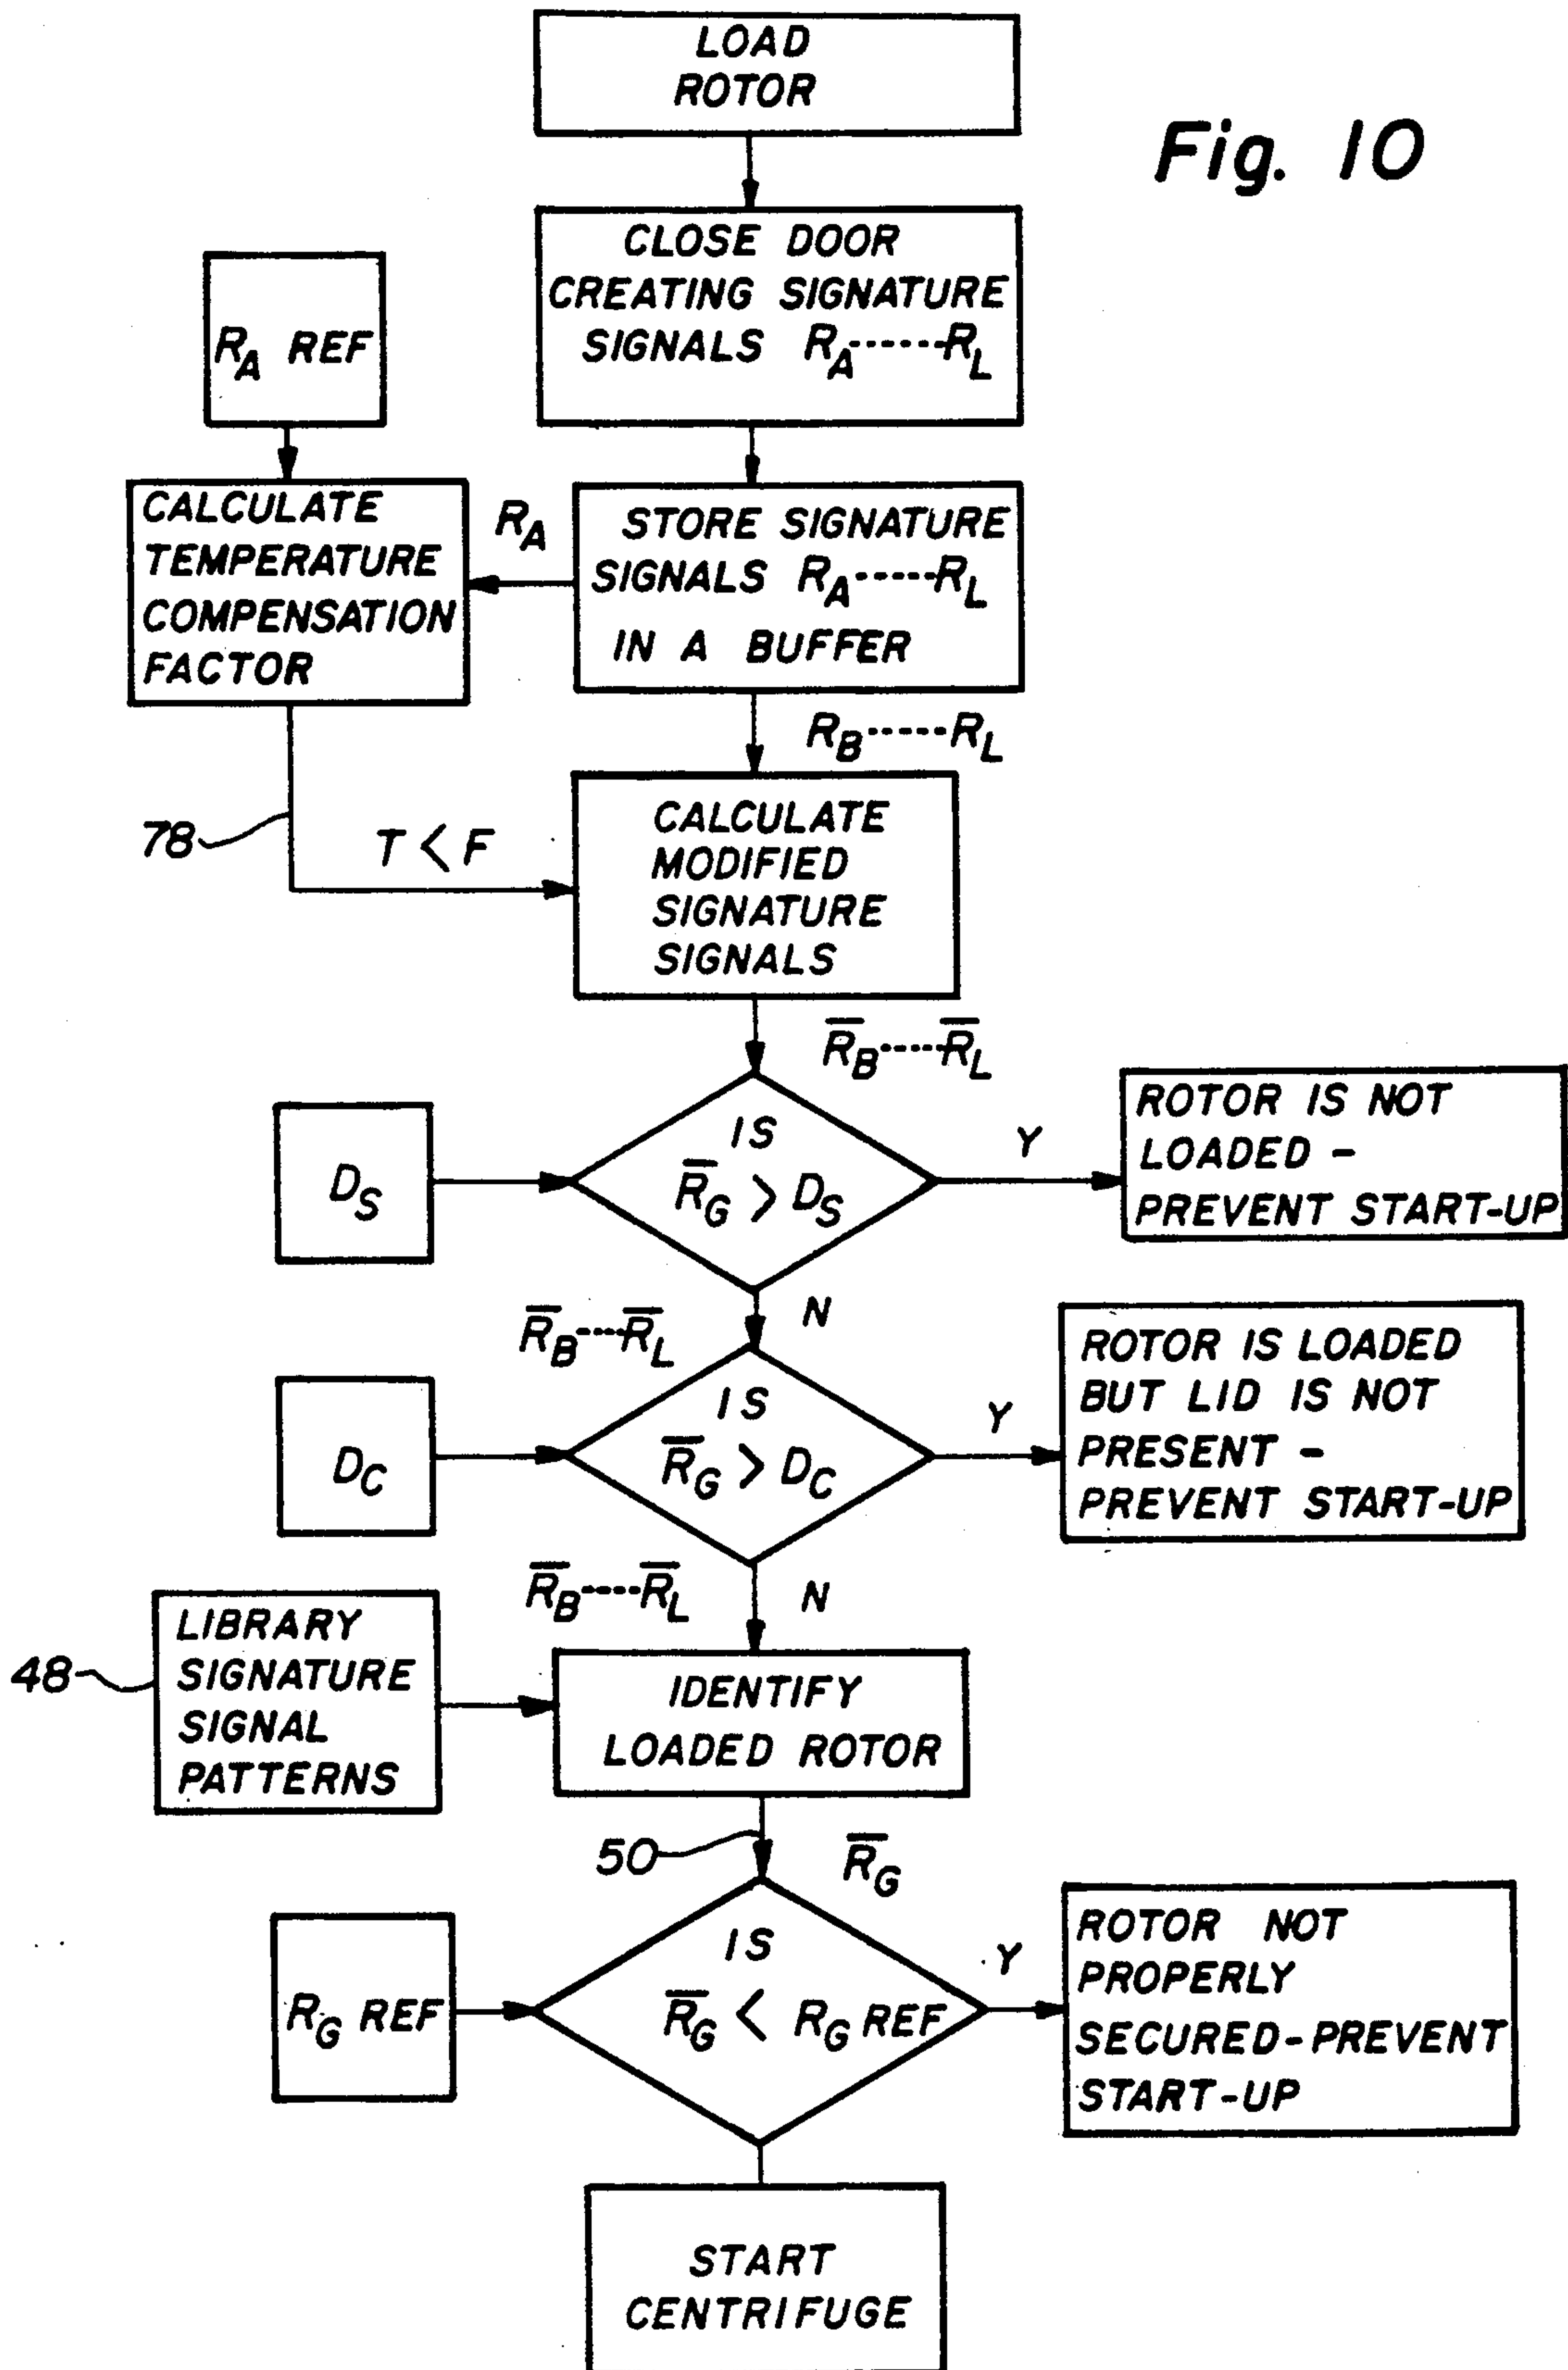 LOAD
ROTOR
Fig. 10
CLOSE DOOR
CREATING SIGNATURE
SIGNALS R_A------R_L
R_A REF
CALCULATE
TEMPERATURE
COMPENSATION
FACTOR
R_A
STORE SIGNATURE
SIGNALS R_A-----R_L
IN A BUFFER
R_B-----R_L
78
T < F
CALCULATE
MODIFIED
SIGNATURE
SIGNALS
R̅_B-----R̅_L
D_S
IS
R̅_G > D_S
Y
ROTOR IS NOT
LOADED -
PREVENT START-UP
R̅_B----R̅_L
N
D_C
IS
R̅_G > D_C
Y
ROTOR IS LOADED
BUT LID IS NOT
PRESENT -
PREVENT START-UP
R̅_B----R̅_L
N
48
LIBRARY
SIGNATURE
SIGNAL
PATTERNS
IDENTIFY
LOADED ROTOR
50
R̅_G
R_G REF
IS
R̅_G < R_G REF
Y
ROTOR NOT
PROPERLY
SECURED-PREVENT
START-UP
START
CENTRIFUGE